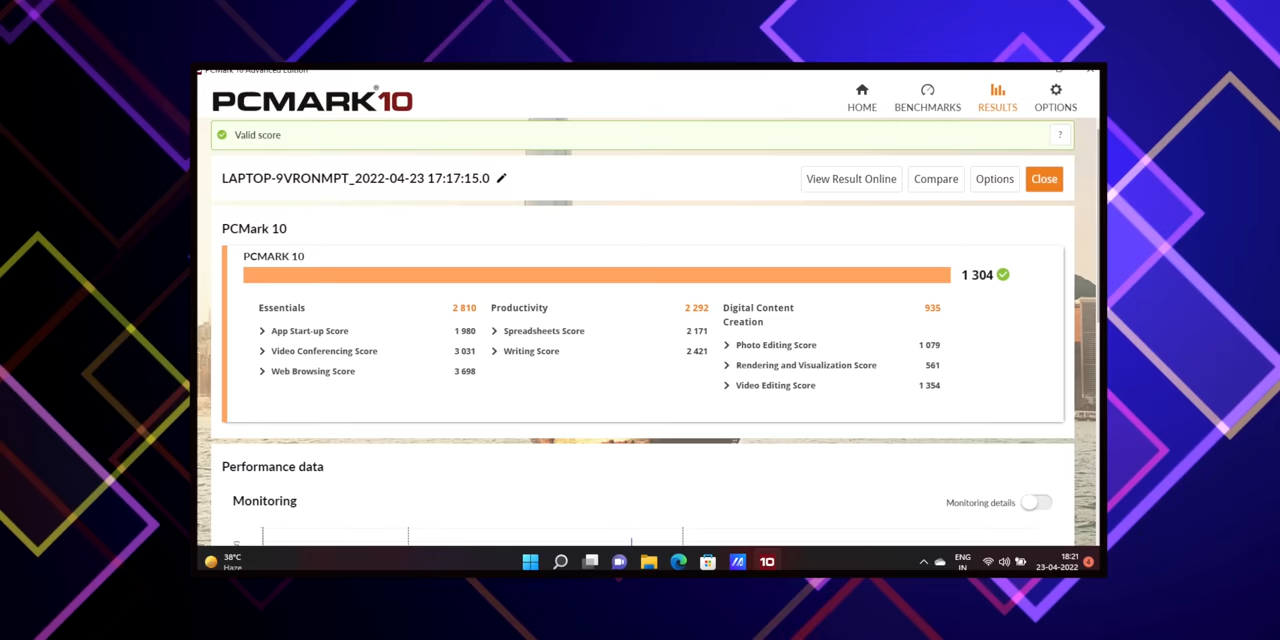 PCMark 10 Advanced Edition
PCMARK 10
HOME BENCHMARKS RESULTS OPTIONS
Valid score ?
LAPTOP-9VRONMPT_2022-04-23 17:17:15.0 View Result Online Compare Options Close
PCMark 10
PCMARK 10
1 304
Essentials 2 810 Productivity 2 292 Digital Content 935
Creation
App Start-up Score 1 980 Spreadsheets Score 2 171
Photo Editing Score 1 079
Video Conferencing Score 3 031 Writing Score 2 421
Rendering and Visualization Score 561
Web Browsing Score 3 698
Video Editing Score 1 354
Performance data
Monitoring
Monitoring details
38°C ENG 18:21
Haze 10 IN 23-04-2022 4